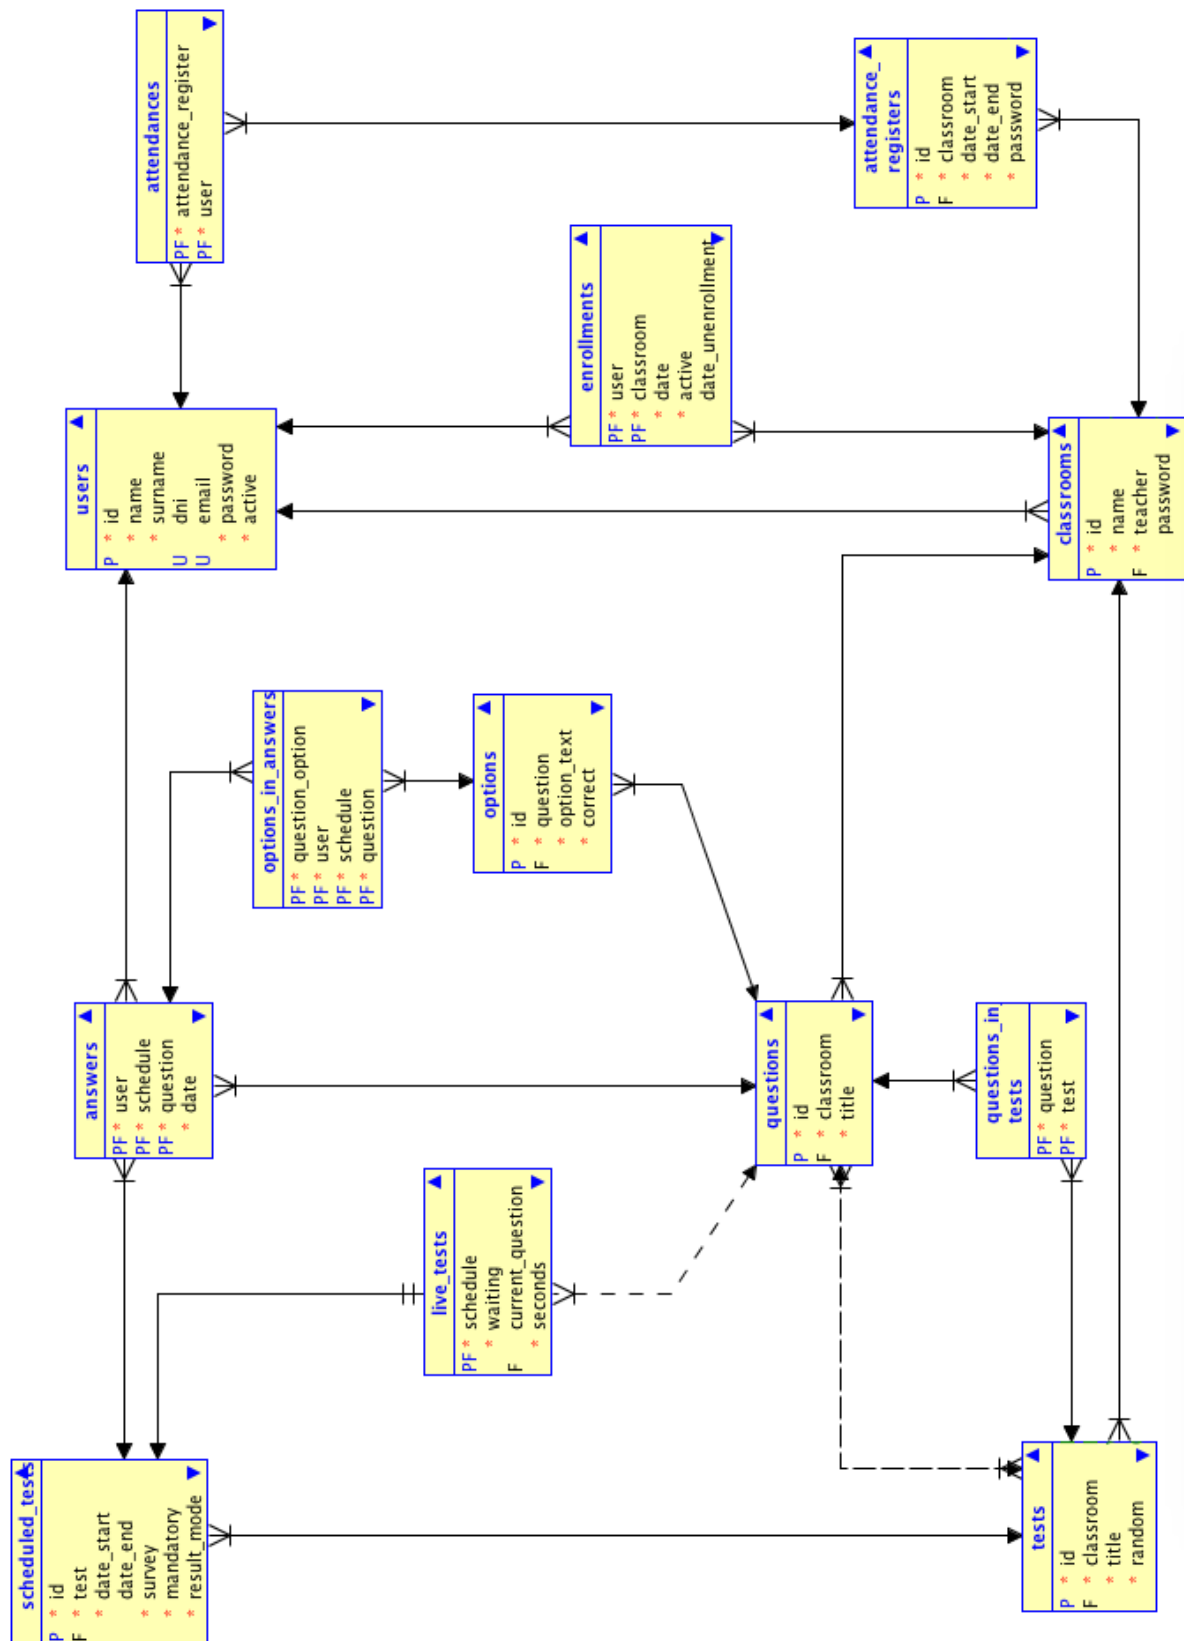 scheduled_tests
P * id
F * test
* date_start
date_end
* survey
* mandatory
* result_mode
answers
PF * user
PF * schedule
PF * question
* date
users
P * id
* name
* surname
U dni
U email
* password
* active
attendances
PF * attendance_register
PF * user
options_in_answers
PF * question_option
PF * user
PF * schedule
PF * question
live_tests
PF * schedule
* waiting
F current_question
* seconds
options
P * id
F * question
* option_text
* correct
enrollments
PF * user
PF * classroom
* date
* active
date_unenrollment
questions
P * id
F * classroom
* title
attendance_
registers
P * id
F * classroom
* date_start
* date_end
* password
questions_in_
tests
PF * question
PF * test
tests
P * id
F * classroom
* title
* random
classrooms
P * id
* name
F * teacher
password